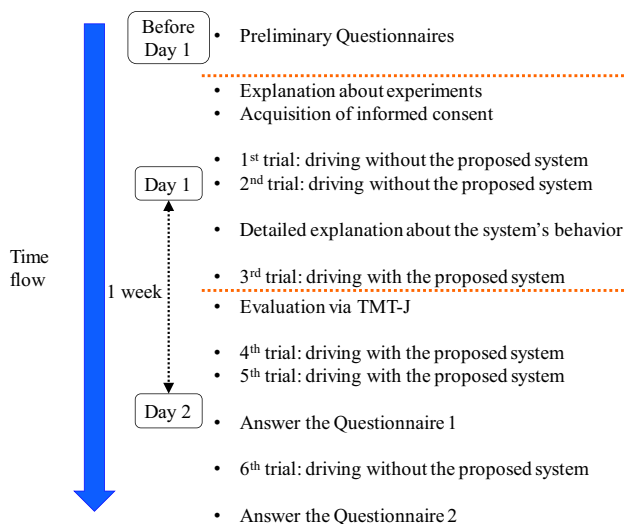 Before
Day 1
• Preliminary Questionnaires
• Explanation about experiments
• Acquisition of informed consent
• 1st trial: driving without the proposed system
Day 1
• 2nd trial: driving without the proposed system
• Detailed explanation about the system's behavior
Time
flow
1 week
• 3rd trial: driving with the proposed system
• Evaluation via TMT-J
• 4th trial: driving with the proposed system
• 5th trial: driving with the proposed system
Day 2
• Answer the Questionnaire 1
• 6th trial: driving without the proposed system
• Answer the Questionnaire 2